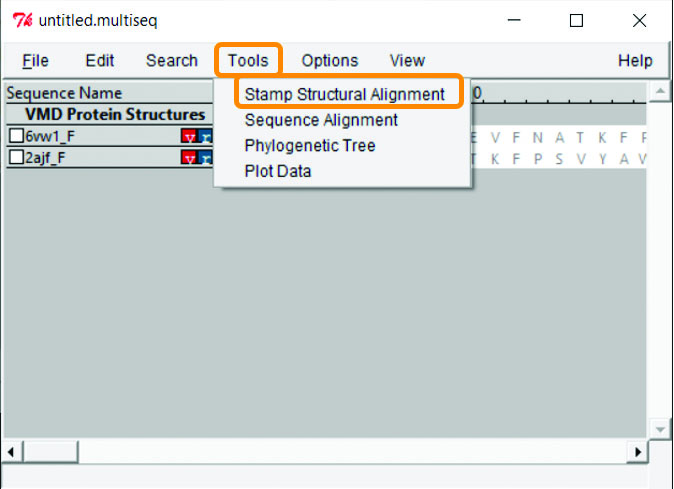 untitled.multiseq
File Edit Search Tools Options View Help
Sequence Name
Stamp Structural Alignment
Sequence Alignment
Phylogenetic Tree
Plot Data
VMD Protein Structures
6vw1_F V r E V F N A T K F
2ajf_F V r K F P S V Y A V